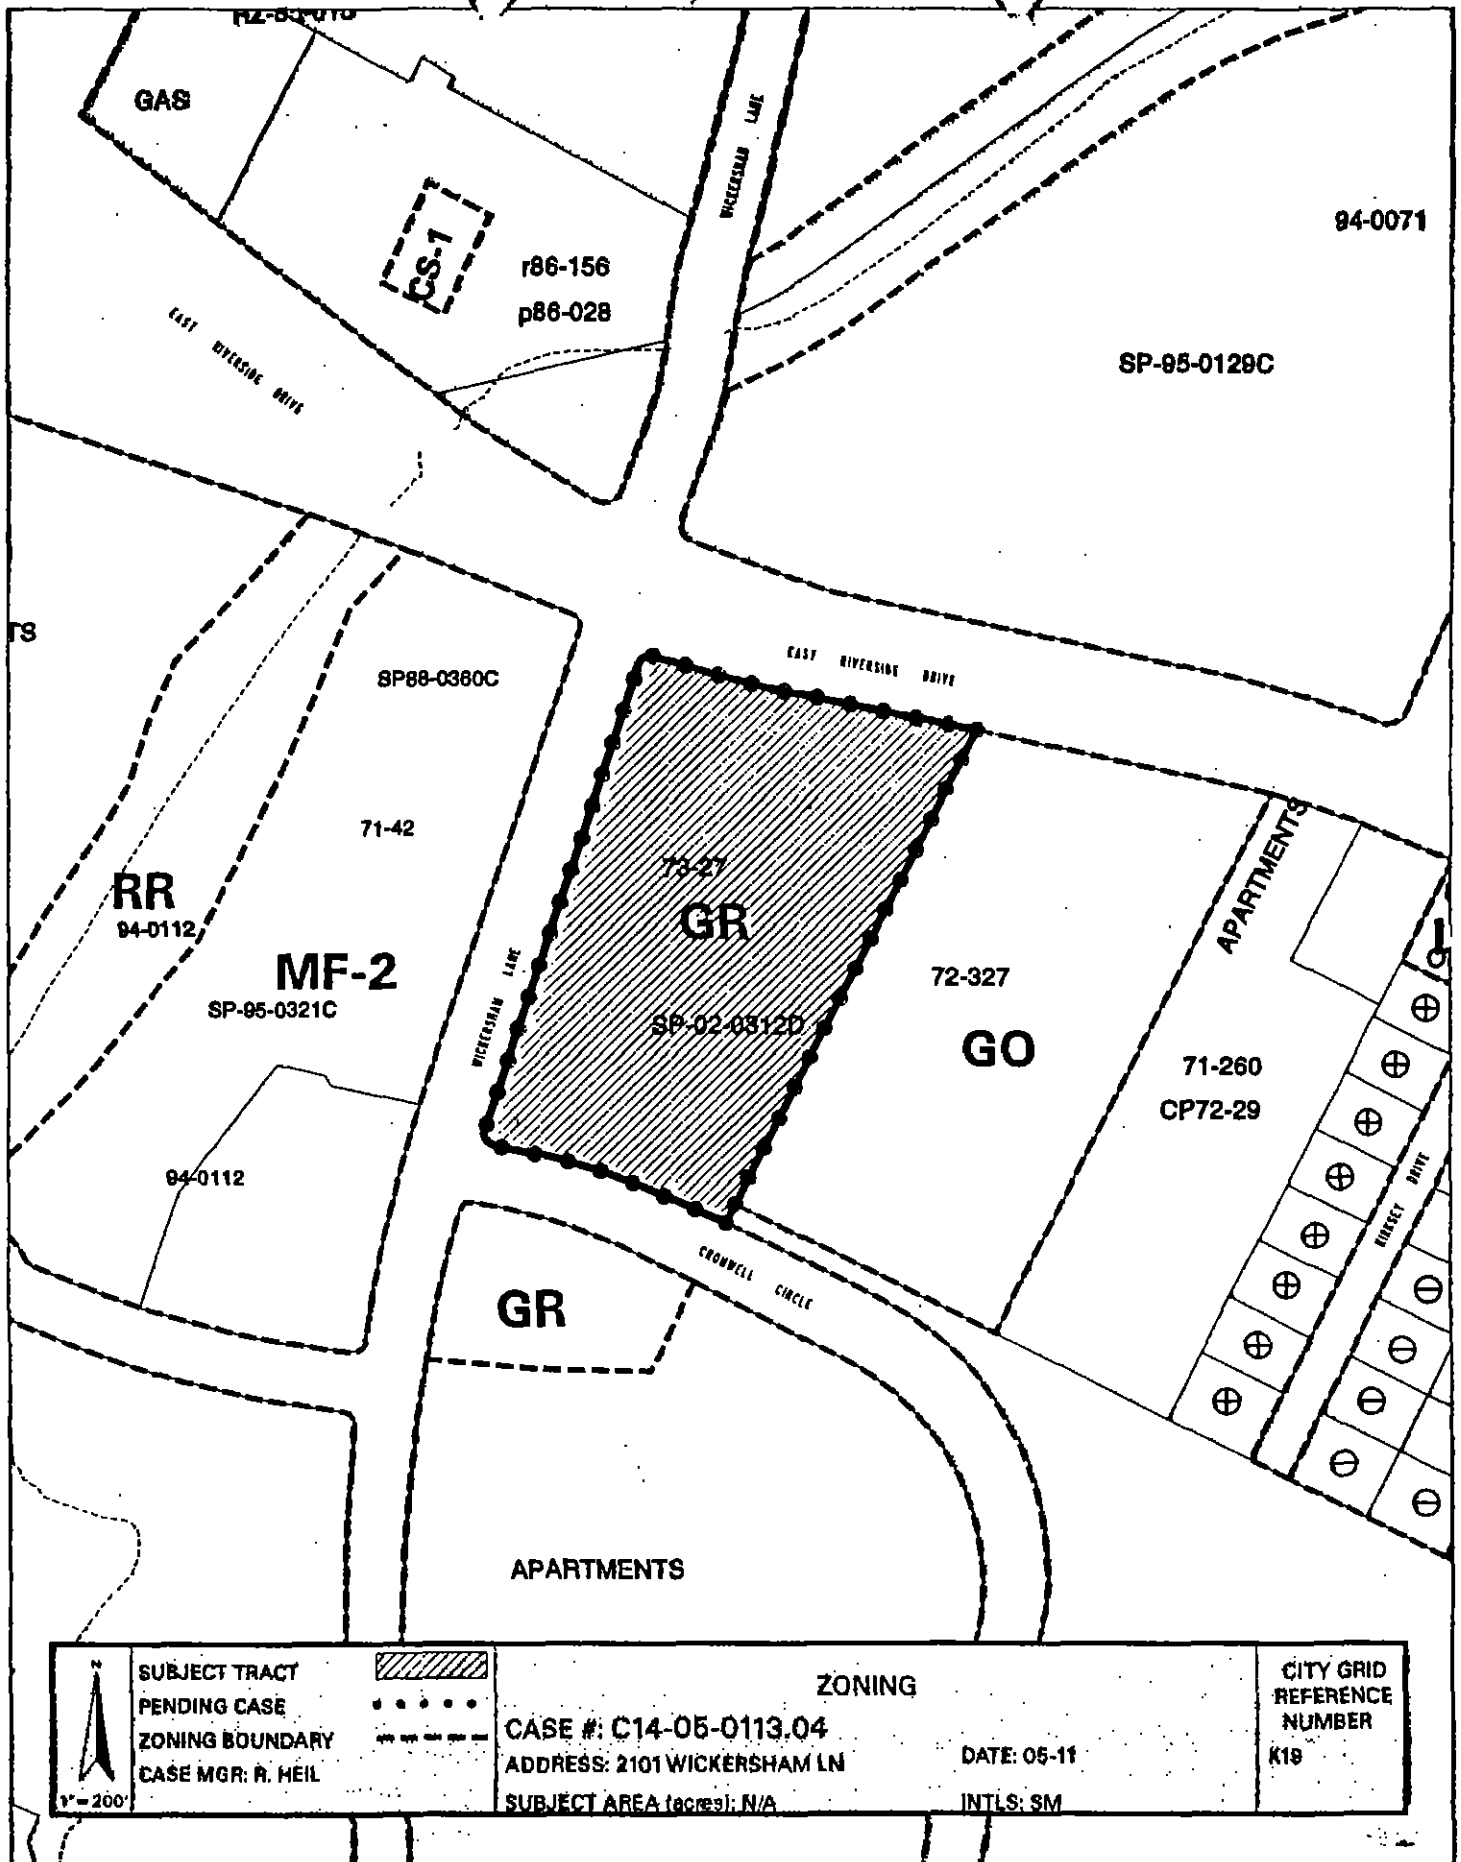 GAS
WICKERSHAM LANE
CS-1
r86-156
p86-028
94-0071
SP-95-0129C
EAST RIVERSIDE DRIVE
TS
SP88-0360C
EAST RIVERSIDE DRIVE
71-42
73-27
APARTMENTS
RR
94-0112
GR
MF-2
SP-95-0321C
WICKERSHAM LANE
SP-02-0312D
72-327
GO
71-260
CP72-29
94-0112
KIRKSEY DRIVE
CROMWELL CIRCLE
GR
APARTMENTS
N
1"=200'
SUBJECT TRACT
PENDING CASE
ZONING BOUNDARY
CASE MGR: R. HEIL
ZONING
CASE #: C14-05-0113.04
ADDRESS: 2101 WICKERSHAM LN
SUBJECT AREA (acres): N/A
DATE: 05-11
INTLS: SM
CITY GRID
REFERENCE
NUMBER
K19